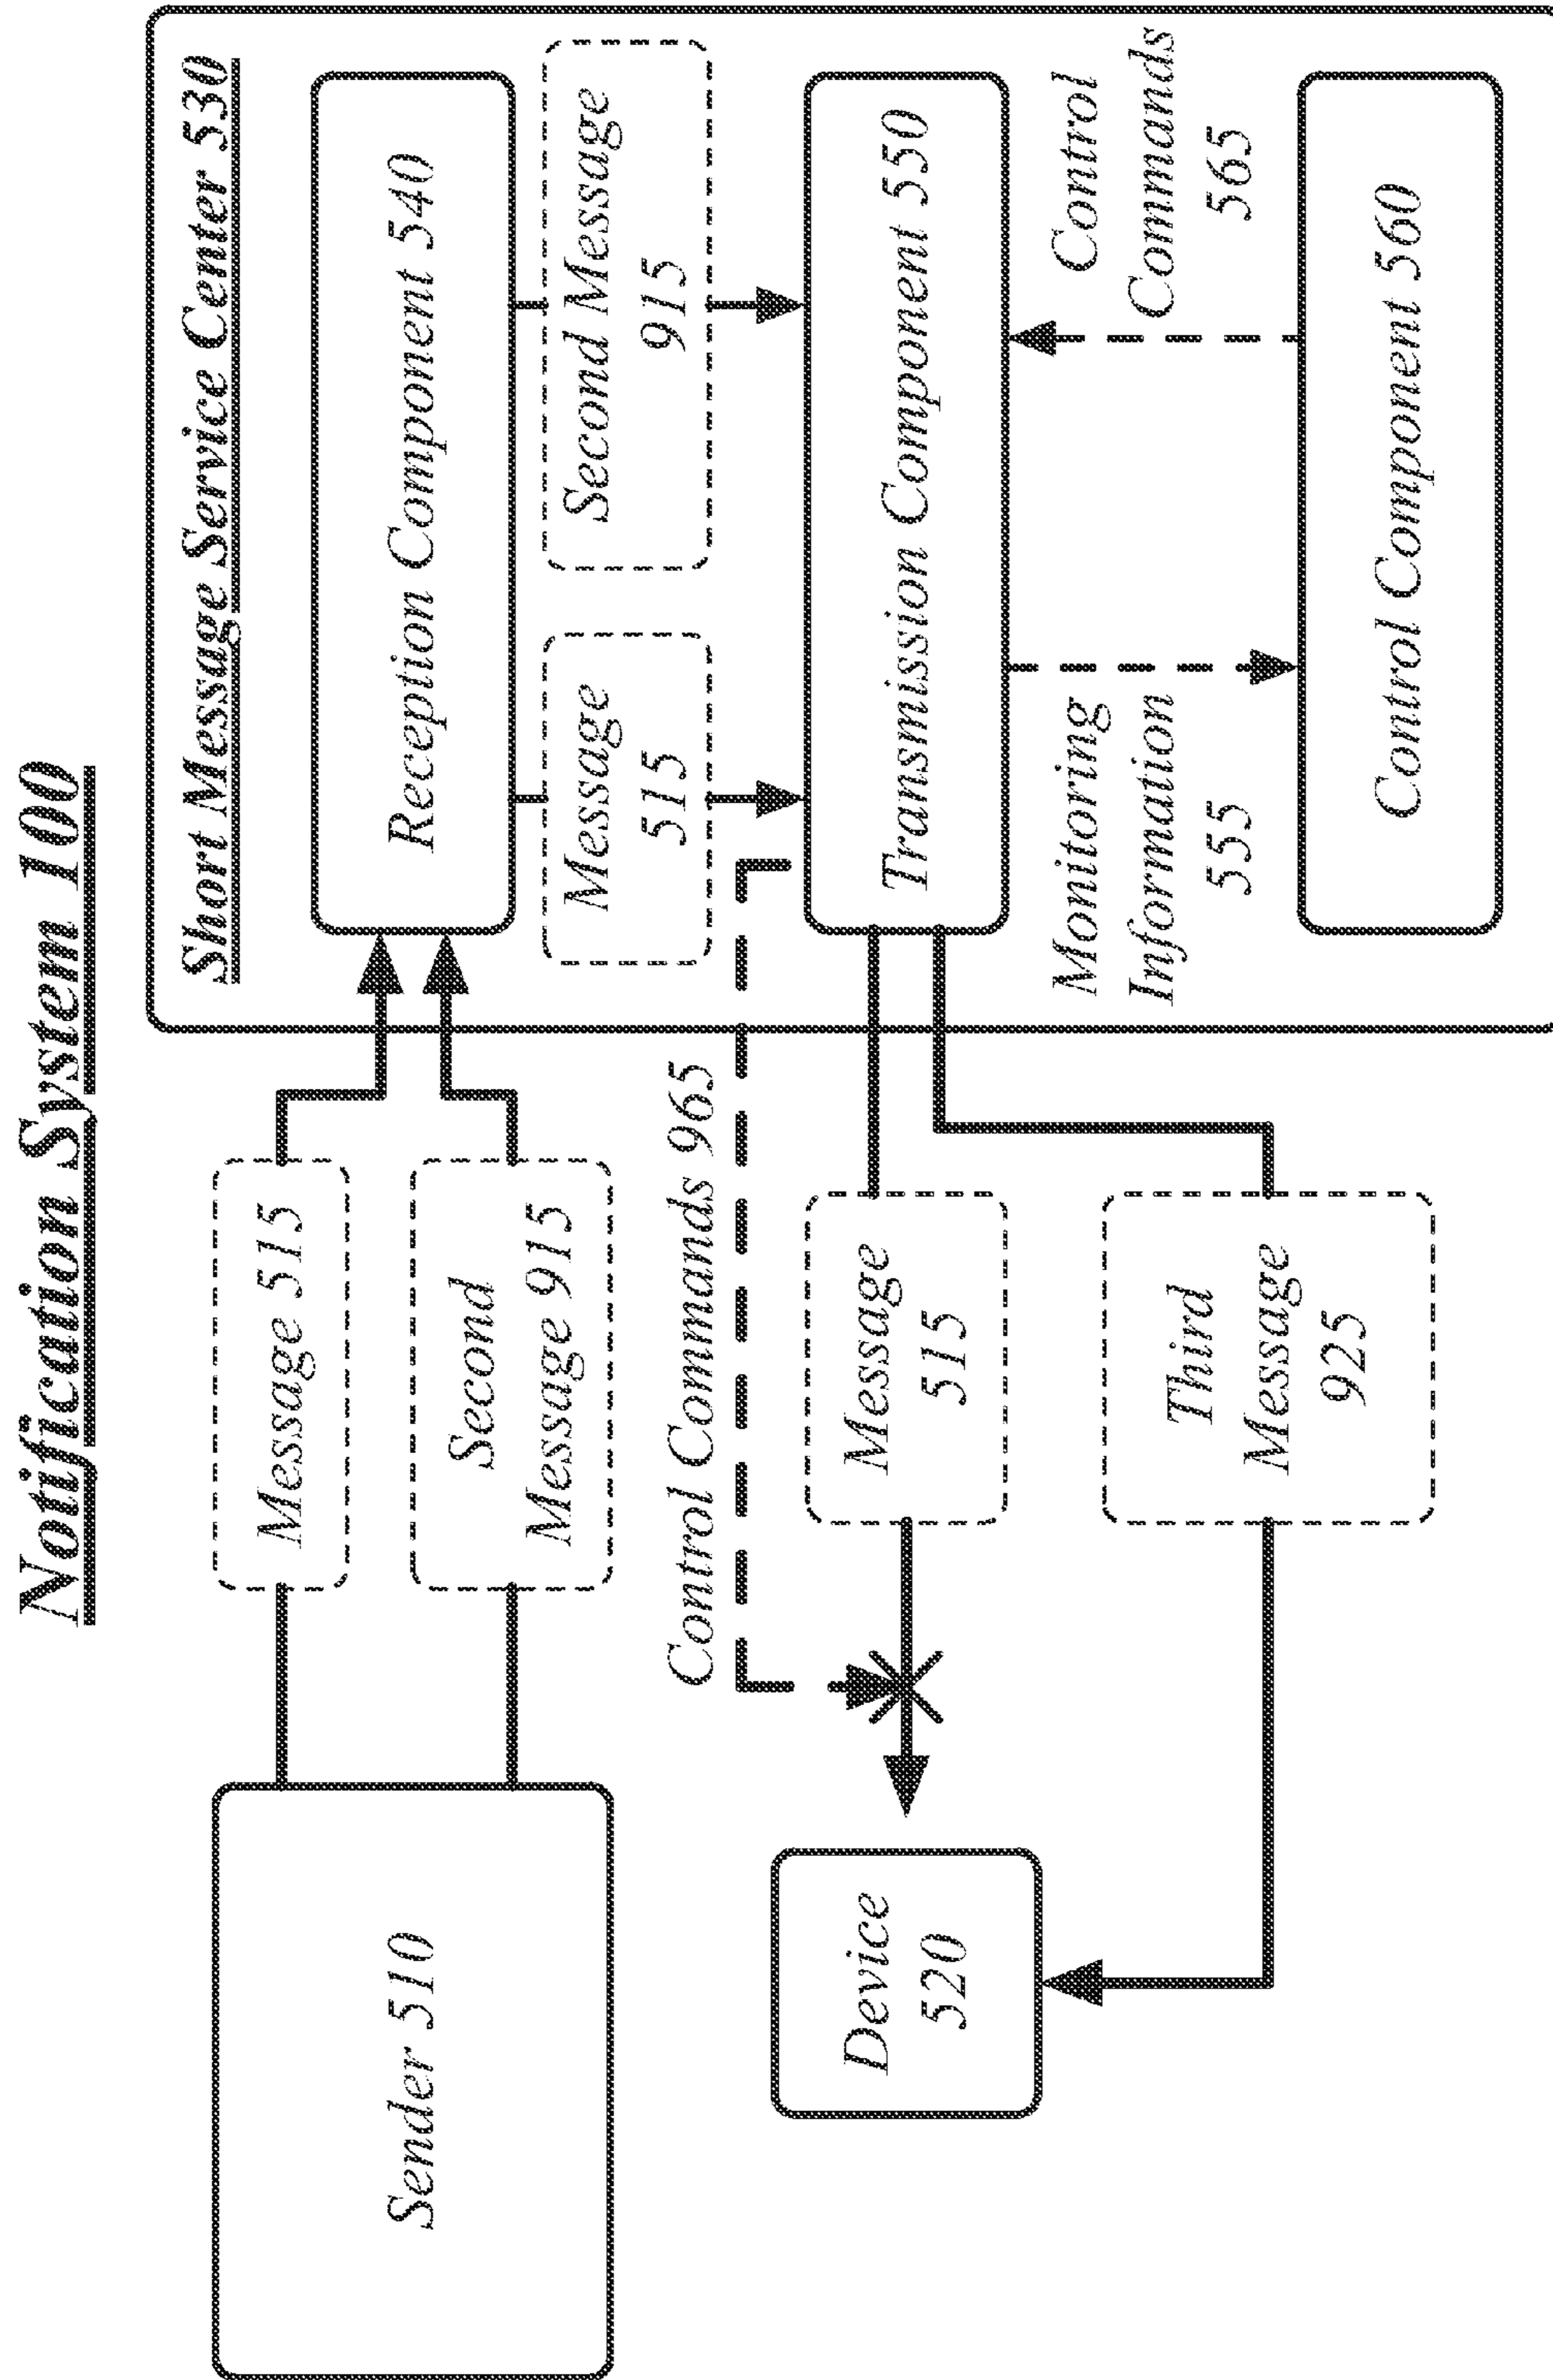 Notification System 100
Short Message Service Center 530
Sender 510
Message 515
Second
Message 915
Reception Component 540
Message
515
Second Message
915
Control Commands 965
Device
520
Message
515
Third
Message
925
Transmission Component 550
Monitoring
Information
555
Control
Commands
565
Control Component 560